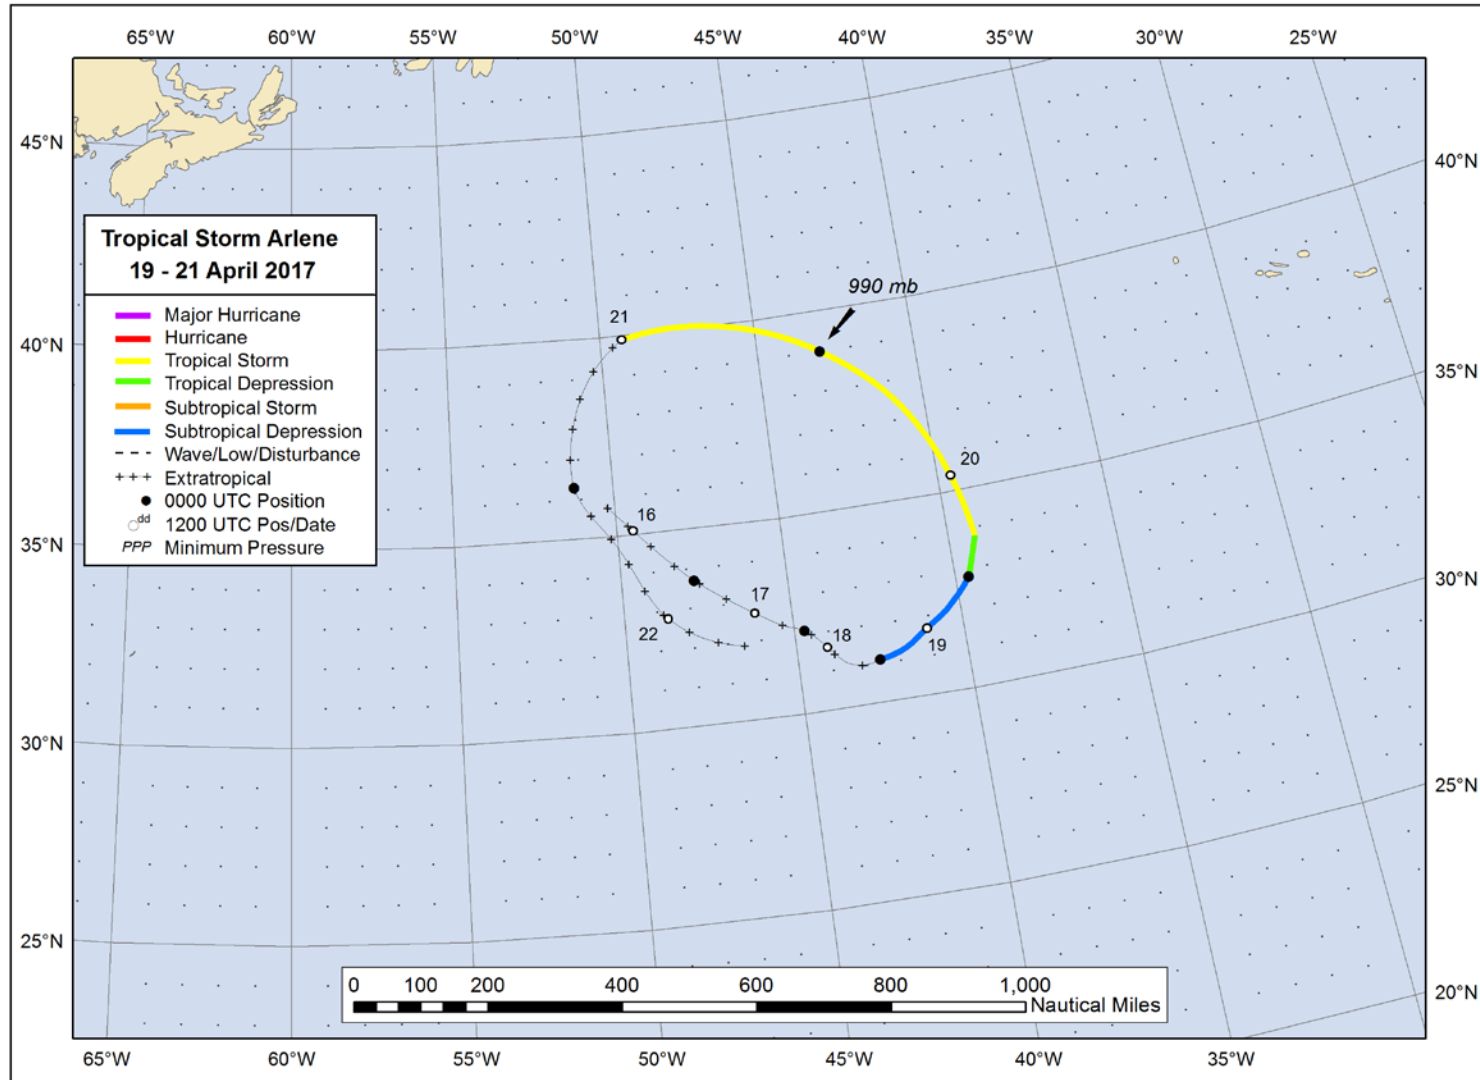 65°W 60°W 55°W 50°W 45°W 40°W 35°W 30°W 25°W
45°N
40°N
Tropical Storm Arlene
19 - 21 April 2017
Major Hurricane
Hurricane
Tropical Storm
Tropical Depression
Subtropical Storm
Subtropical Depression
Wave/Low/Disturbance
Extratropical
0000 UTC Position
dd 1200 UTC Pos/Date
PPP Minimum Pressure
990 mb
21
40°N
35°N
20
16
35°N
30°N
17
18
19
22
30°N
25°N
25°N
20°N
0 100 200 400 600 800 1,000
Nautical Miles
65°W 60°W 55°W 50°W 45°W 40°W 35°W